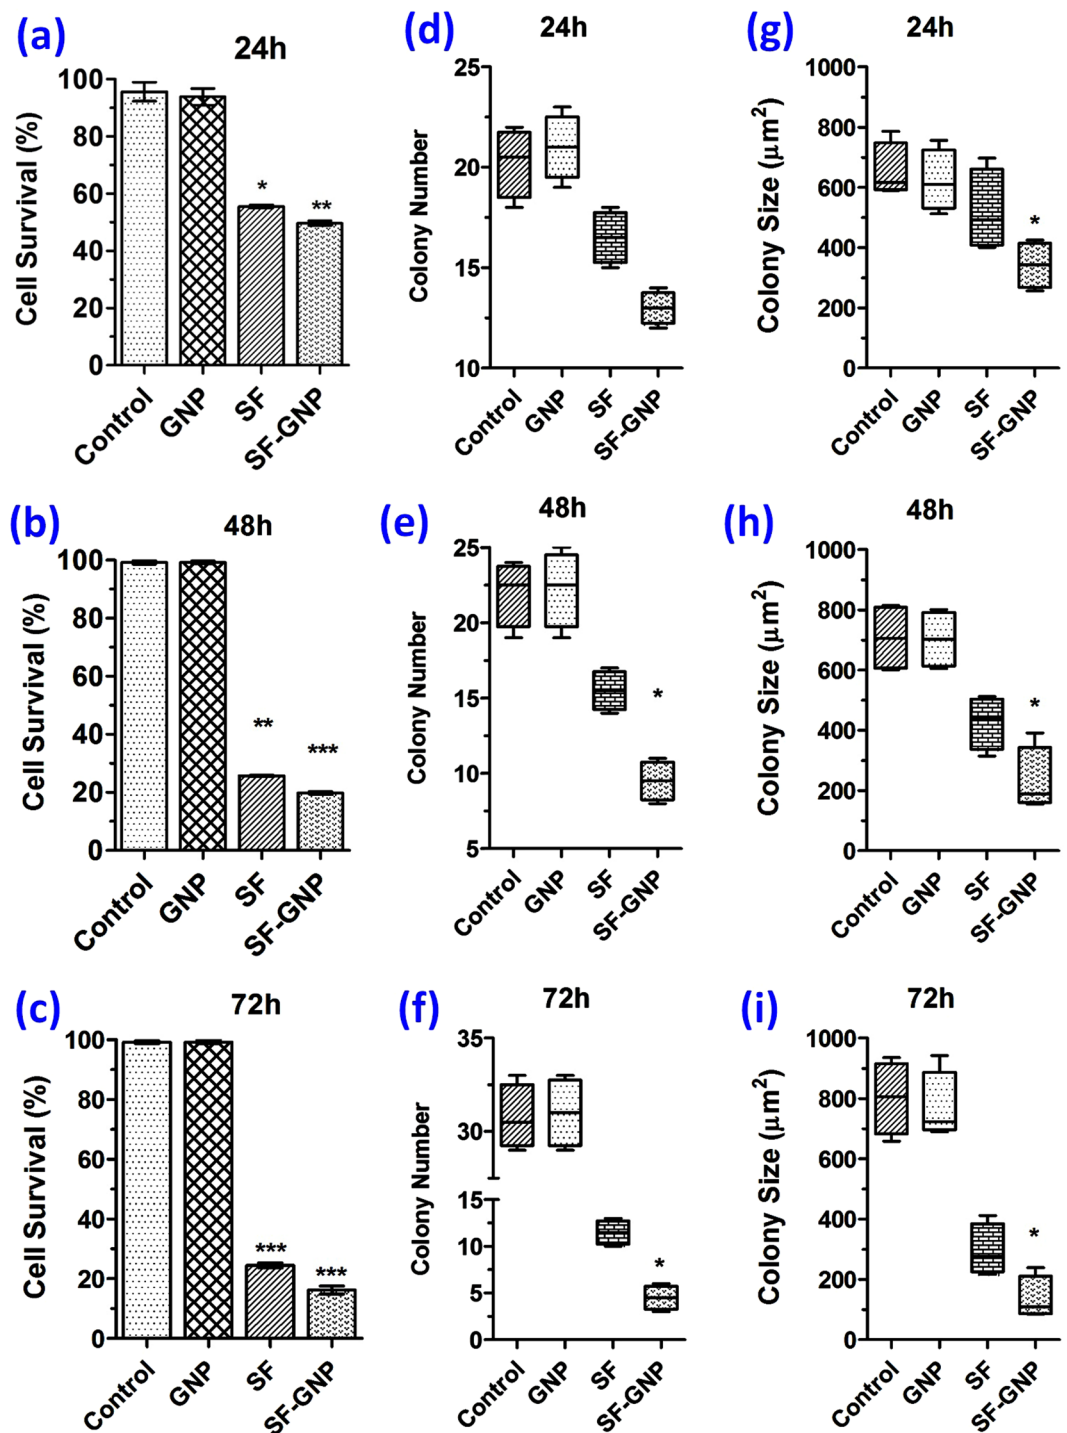 (a)
24h
Cell Survival (%)
100
80
60
40
20
0
*
**
Control
GNP
SF
SF-GNP
(d)
24h
Colony Number
25
20
15
10
Control
GNP
SF
SF-GNP
(g)
24h
Colony Size (µm²)
1000
800
600
400
200
0
*
Control
GNP
SF
SF-GNP
(b)
48h
Cell Survival (%)
100
80
60
40
20
0
**
***
Control
GNP
SF
SF-GNP
(e)
48h
Colony Number
25
20
15
10
5
*
Control
GNP
SF
SF-GNP
(h)
48h
Colony Size (µm²)
1000
800
600
400
200
0
*
Control
GNP
SF
SF-GNP
(c)
72h
Cell Survival (%)
100
80
60
40
20
0
***
***
Control
GNP
SF
SF-GNP
(f)
72h
Colony Number
35
30
15
10
5
0
*
Control
GNP
SF
SF-GNP
(i)
72h
Colony Size (µm²)
1000
800
600
400
200
0
*
Control
GNP
SF
SF-GNP